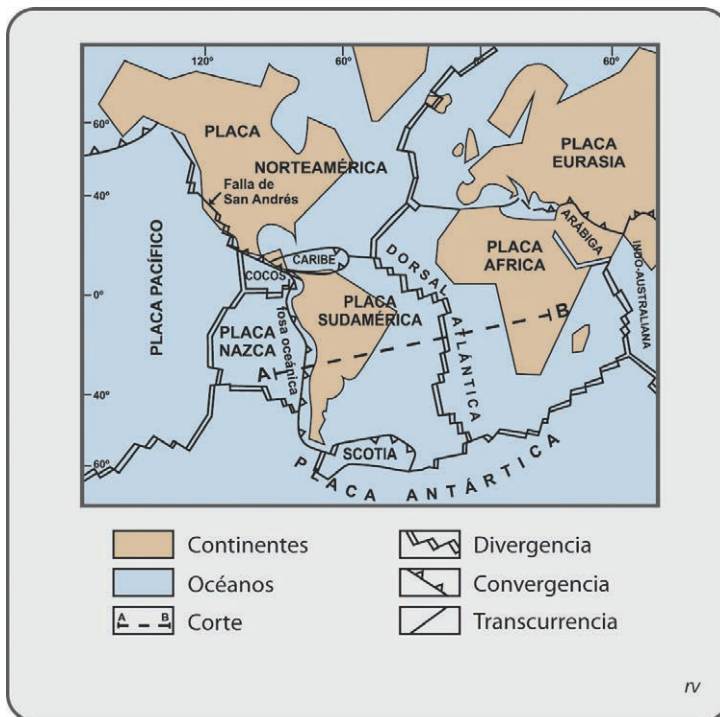 120°
60°
0°
60°
60°
40°
0°
40°
60°
PLACA
NORTEAMÉRICA
Falla de
San Andrés
PLACA
EURASIA
ARÁBIGA
PLACA
AFRICA
INDO-AUSTRALIANA
CARIBE
COCOS
PLACA PACÍFICO
PLACA
SUDAMÉRICA
PLACA
NAZCA
fosa oceánica
DORSAL
ATLÁNTICA
A
B
SCOTIA
PLACA ANTÁRTICA
Continentes
Divergencia
Océanos
Convergencia
A B
Corte
Transcurrencia
rv